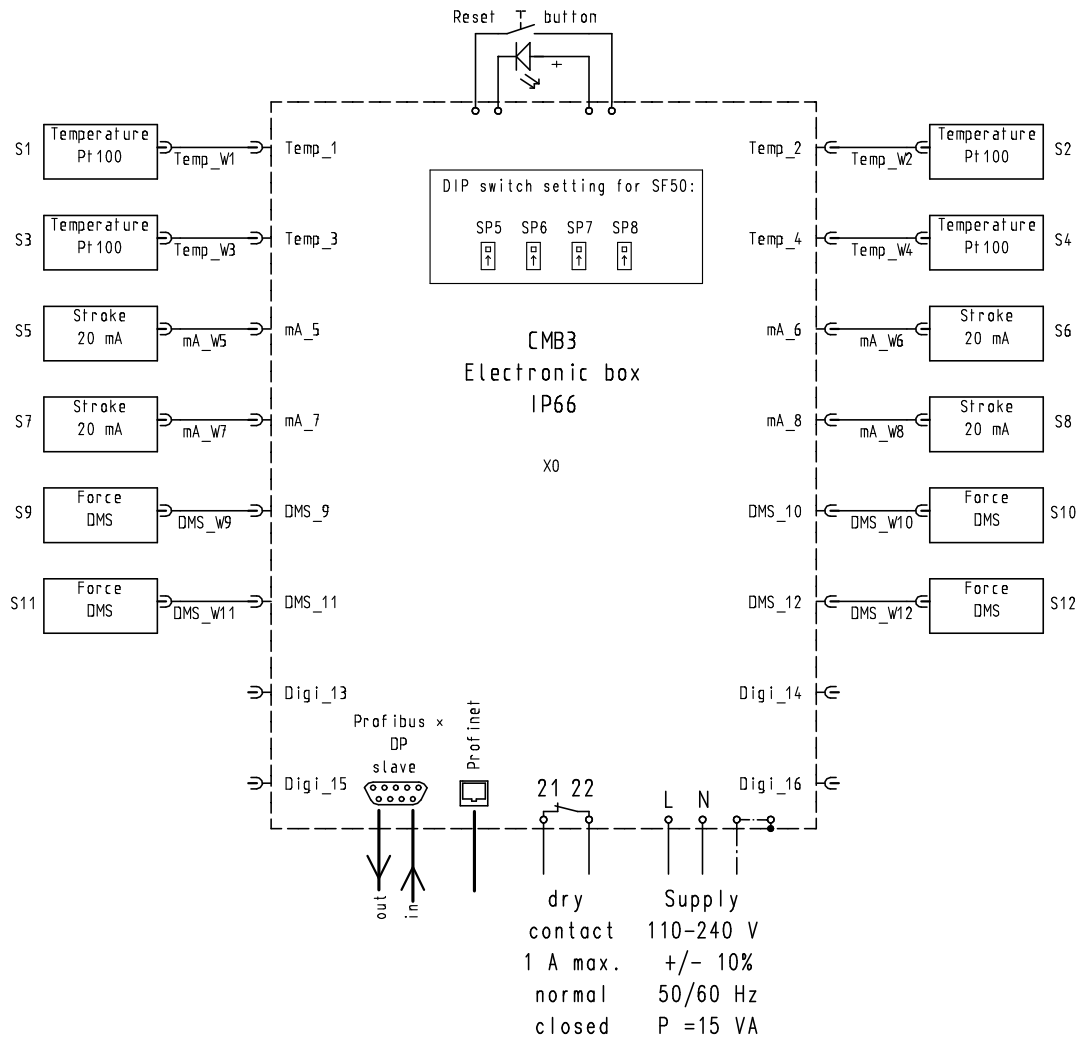 Reset button
+
Temperature
Pt100
S1
Temp_W1
Temp_1
Temp_2
Temp_W2
Temperature
Pt100
S2
DIP switch setting for SF50:
SP5 SP6 SP7 SP8
Temperature
Pt100
S3
Temp_W3
Temp_3
Temp_4
Temp_W4
Temperature
Pt100
S4
Stroke
20 mA
S5
mA_W5
mA_5
mA_6
mA_W6
Stroke
20 mA
S6
CMB3
Electronic box
IP66
X0
Stroke
20 mA
S7
mA_W7
mA_7
mA_8
mA_W8
Stroke
20 mA
S8
Force
DMS
S9
DMS_W9
DMS_9
DMS_10
DMS_W10
Force
DMS
S10
Force
DMS
S11
DMS_W11
DMS_11
DMS_12
DMS_W12
Force
DMS
S12
Digi_13
Digi_14
Digi_15
Digi_16
Profibus ×
DP
slave
Profinet
out
in
21 22
L N
dry
contact
1 A max.
normal
closed
Supply
110-240 V
+/- 10%
50/60 Hz
P =15 VA